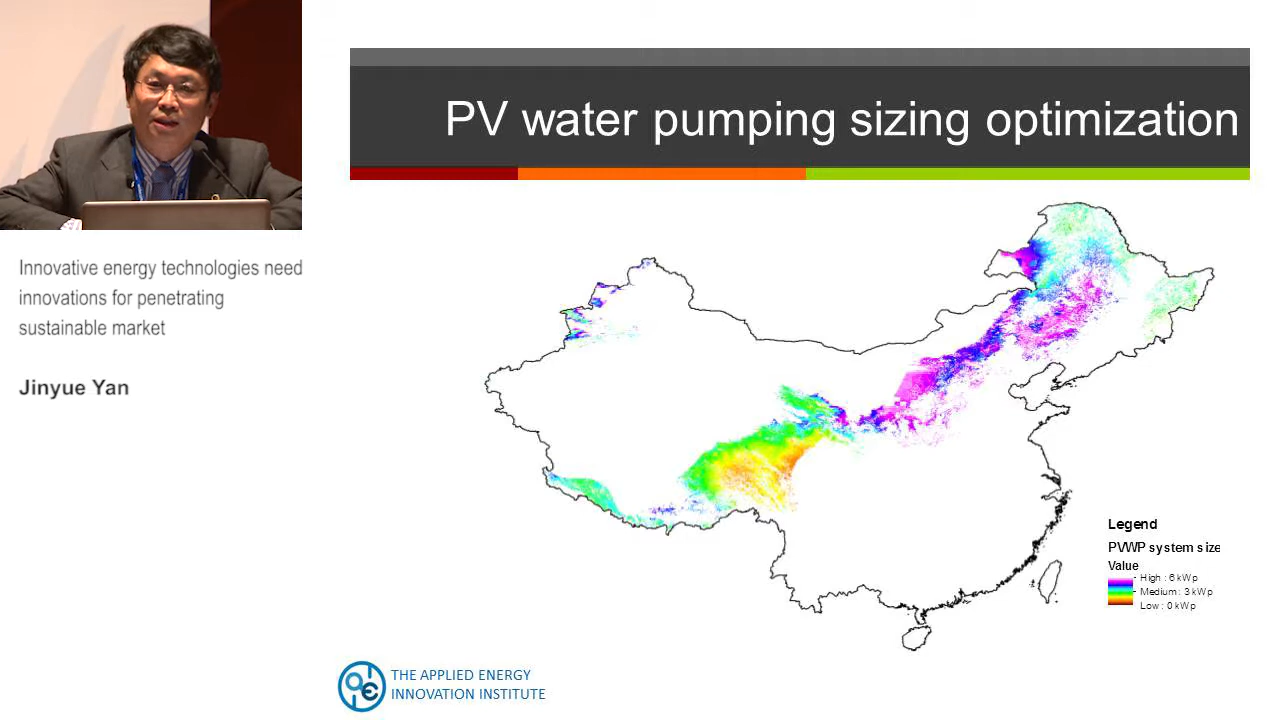 PV water pumping sizing optimization
Innovative energy technologies need
innovations for penetrating
sustainable market
Jinyue Yan
Legend
PVWP system size
Value
High : 6 kWp
Medium : 3 kWp
Low : 0 kWp
THE APPLIED ENERGY
INNOVATION INSTITUTE